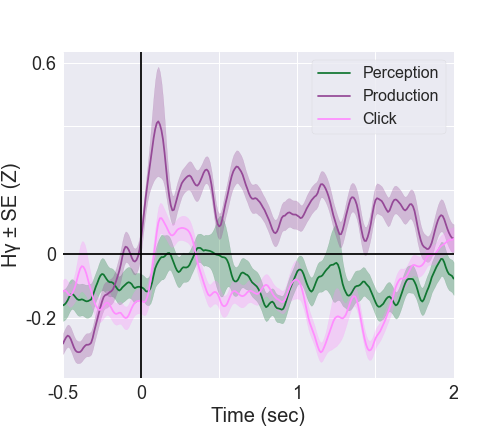 0.6
0
-0.2
Hγ ± SE (Z)
Perception
Production
Click
-0.5
0
1
2
Time (sec)